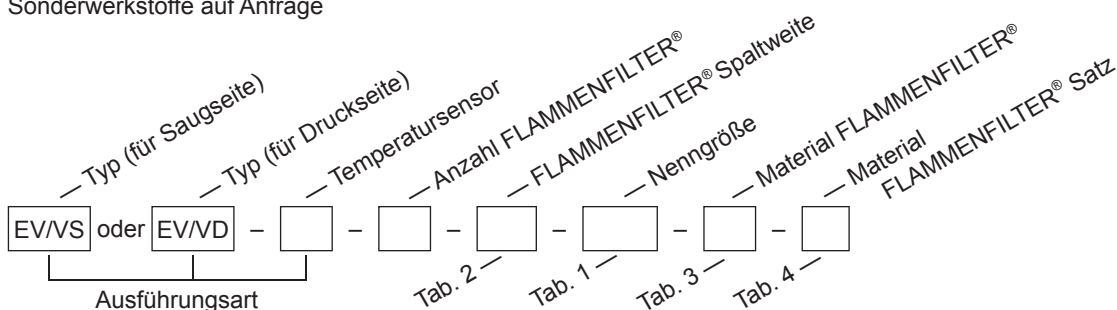 Sonderwerkstoffe auf Anfrage
— Typ (für Saugseite)
— Typ (für Druckseite)
— Temperatursensor
— Anzahl FLAMMENFILTER®
— FLAMMENFILTER® Spaltweite
— Nenngröße
— Material FLAMMENFILTER®
— Material
FLAMMENFILTER® Satz
EV/VS oder EV/VD – – – – – –
Tab. 2 —
Tab. 1 —
Tab. 3 —
Tab. 4 —
Ausführungsart